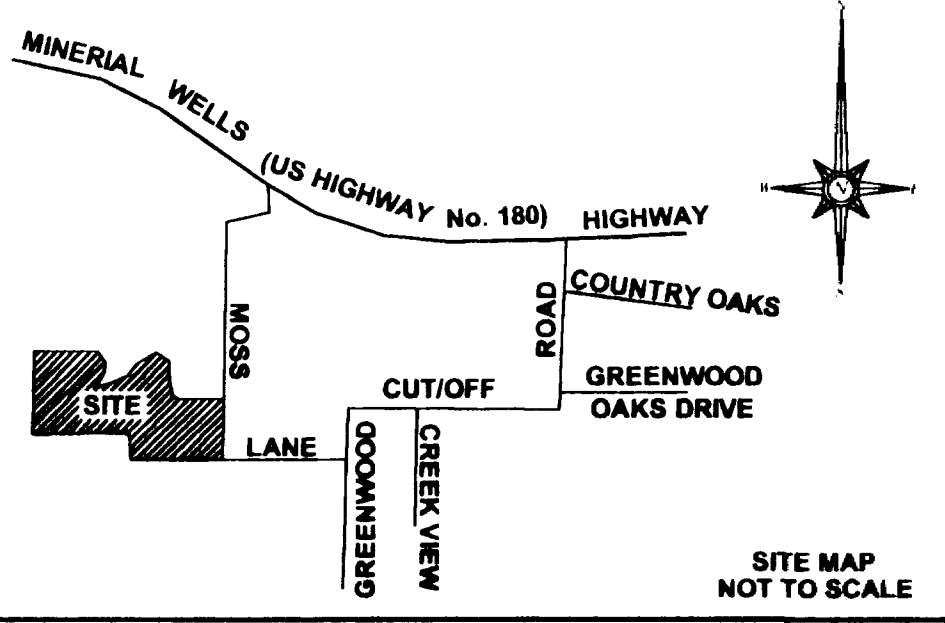 MINERIAL WELLS (US HIGHWAY No. 180) HIGHWAY
COUNTRY OAKS
ROAD
MOSS
GREENWOOD
OAKS DRIVE
CUT/OFF
SITE
LANE
GREENWOOD
CREEK VIEW
SITE MAP
NOT TO SCALE